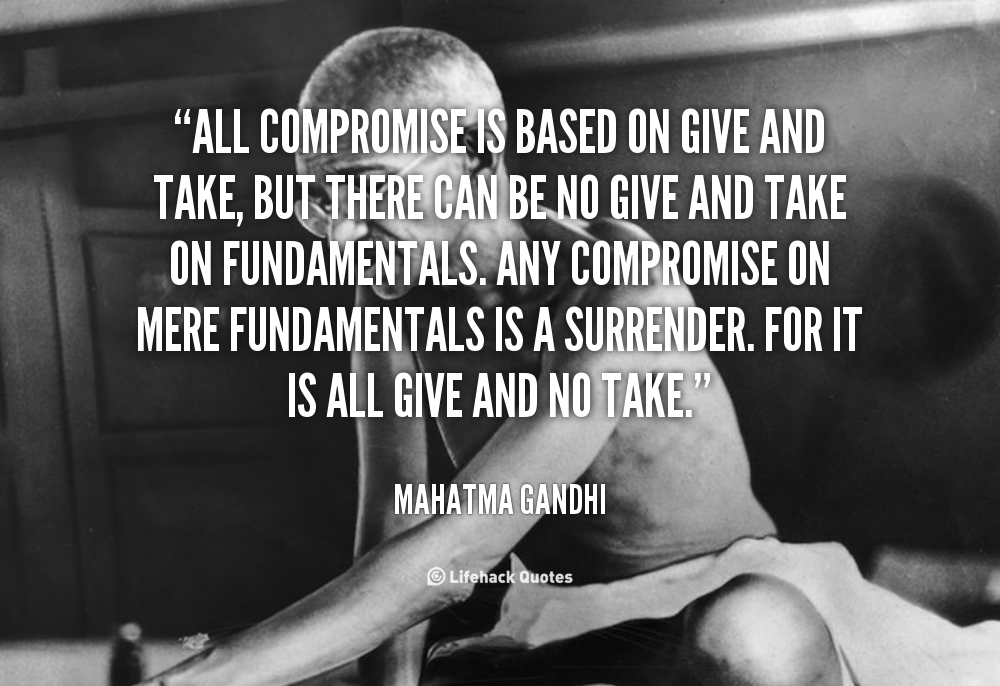 “ALL COMPROMISE IS BASED ON GIVE AND
TAKE, BUT THERE CAN BE NO GIVE AND TAKE
ON FUNDAMENTALS. ANY COMPROMISE ON
MERE FUNDAMENTALS IS A SURRENDER. FOR IT
IS ALL GIVE AND NO TAKE.”
MAHATMA GANDHI
Lifehack Quotes